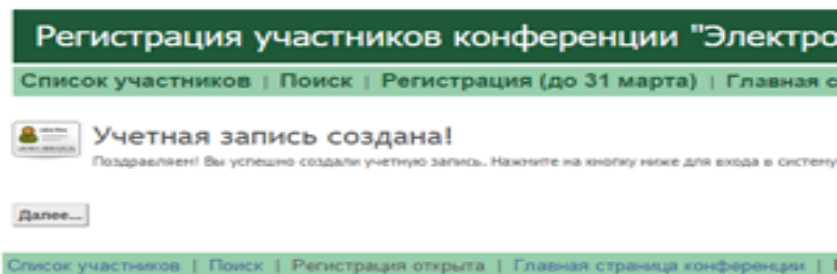 Регистрация участников конференции "Электро
Список участников | Поиск | Регистрация (до 31 марта) | Главная с
Учетная запись создана!
Поздравляем! Вы успешно создали учетную запись. Нажмите на кнопку ниже для входа в систему
Далее...
Список участников | Поиск | Регистрация открыта | Главная страница конференции |